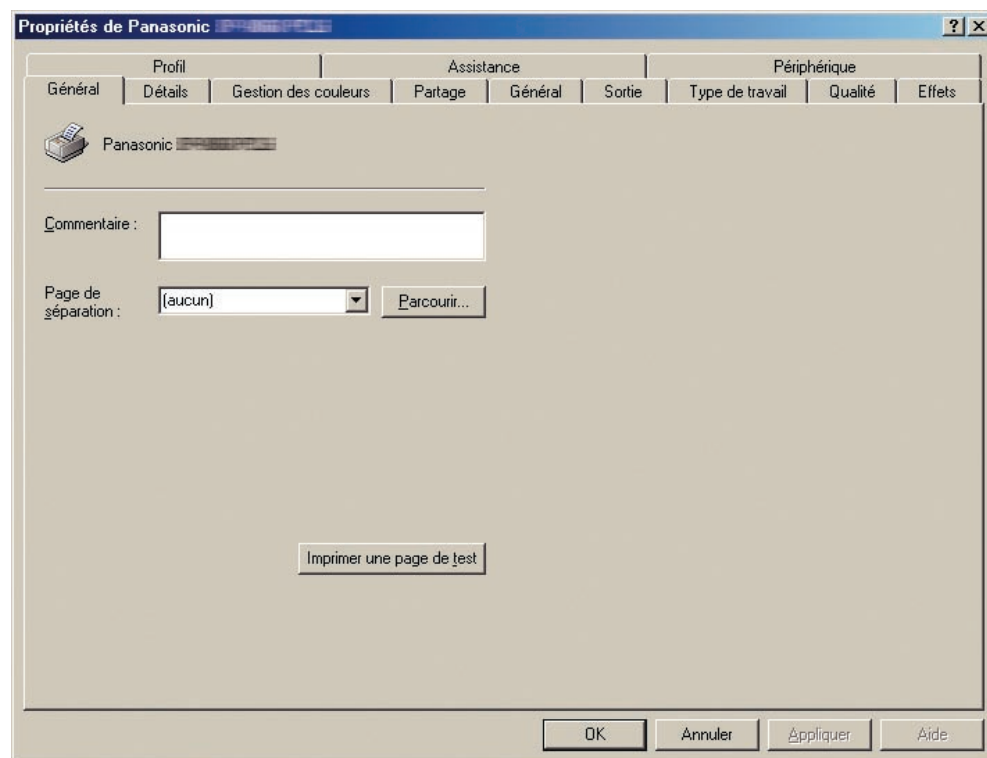 Propriétés de Panasonic
Profil Assistance Périphérique
Général Détails Gestion des couleurs Partage Général Sortie Type de travail Qualité Effets
Panasonic
Commentaire :
Page de séparation : (aucun) Parcourir...
Imprimer une page de test
OK Annuler Appliquer Aide